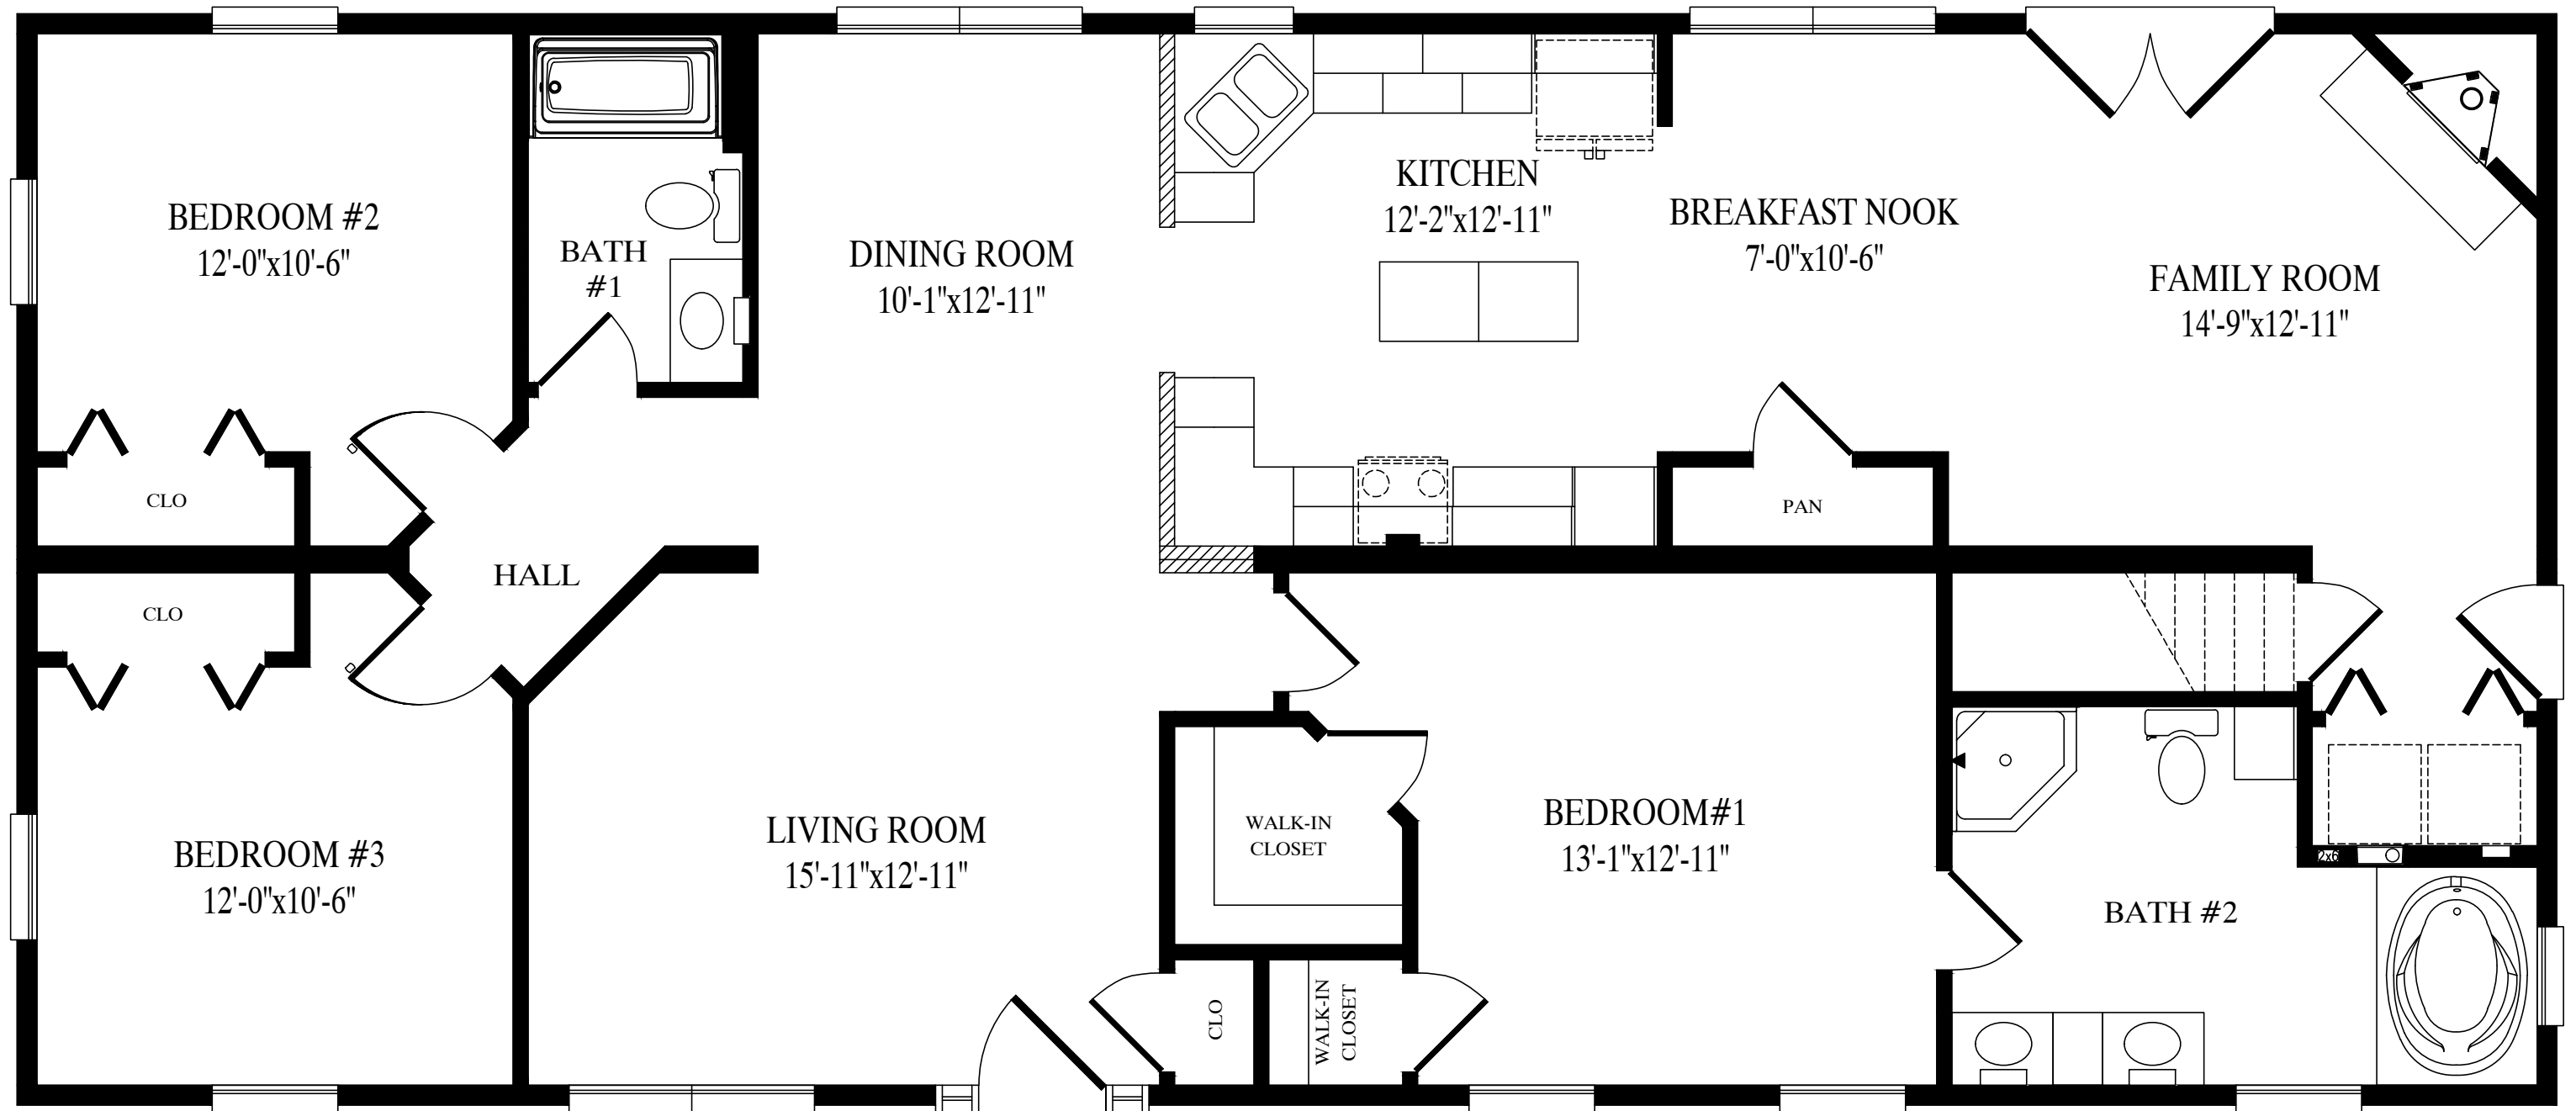 BEDROOM #2
12'-0"x10'-6"
BATH
#1
DINING ROOM
10'-1"x12'-11"
KITCHEN
12'-2"x12'-11"
BREAKFAST NOOK
7'-0"x10'-6"
FAMILY ROOM
14'-9"x12'-11"
CLO
PAN
HALL
CLO
BEDROOM #3
12'-0"x10'-6"
LIVING ROOM
15'-11"x12'-11"
WALK-IN
CLOSET
BEDROOM#1
13'-1"x12'-11"
2x6
BATH #2
CLO
WALK-IN
CLOSET